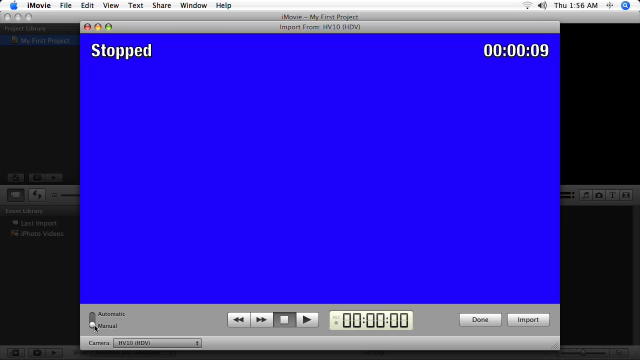 iMovie File Edit View Text Share Window Help Thu 1:56 AM
iMovie – My First Project
Project Library
Import From: HV10 (HDV)
My First Project
Stopped 00:00:09
Event Library
Last Import
iPhoto Videos
Automatic
Manual
00:00:00
Done Import
Camera: HV10 (HDV)